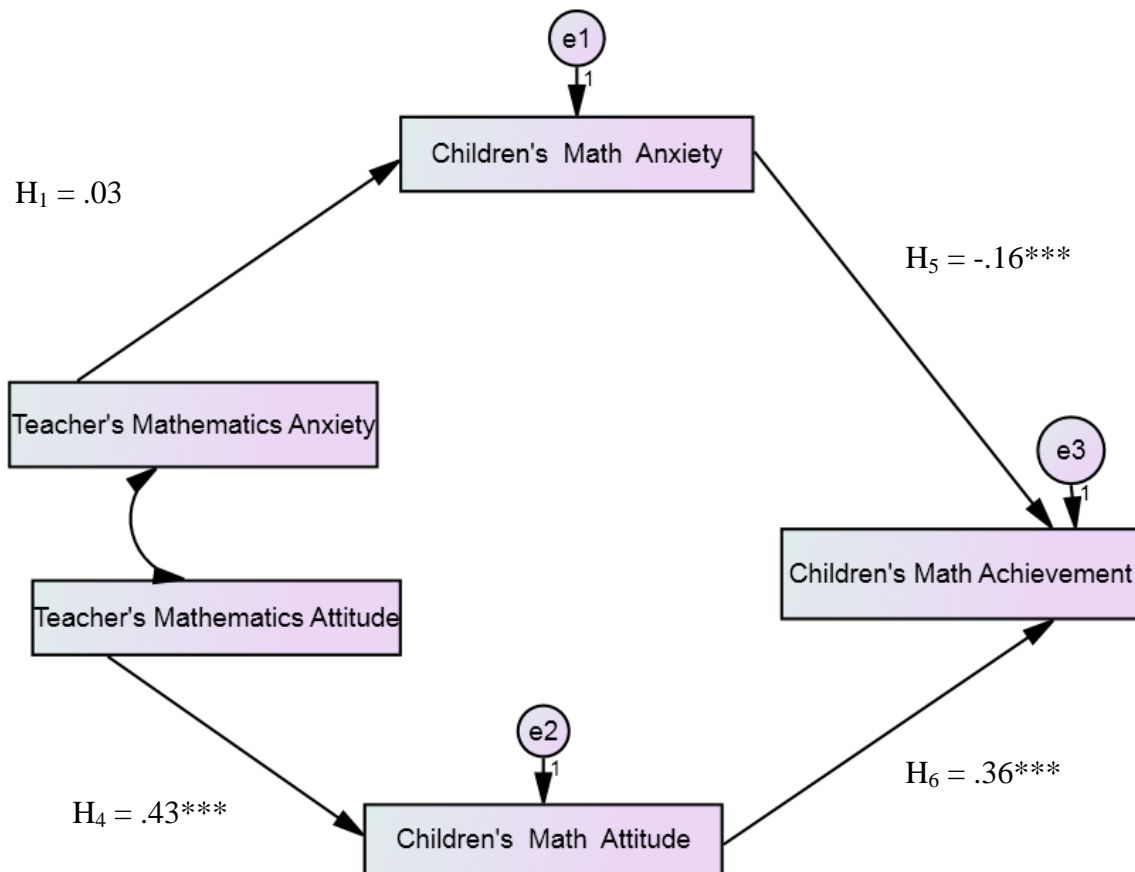 e1
1
Children's Math Anxiety
H₁ = .03
H₅ = -.16***
Teacher's Mathematics Anxiety
e3
1
Children's Math Achievement
Teacher's Mathematics Attitude
e2
1
H₆ = .36***
H₄ = .43***
Children's Math Attitude